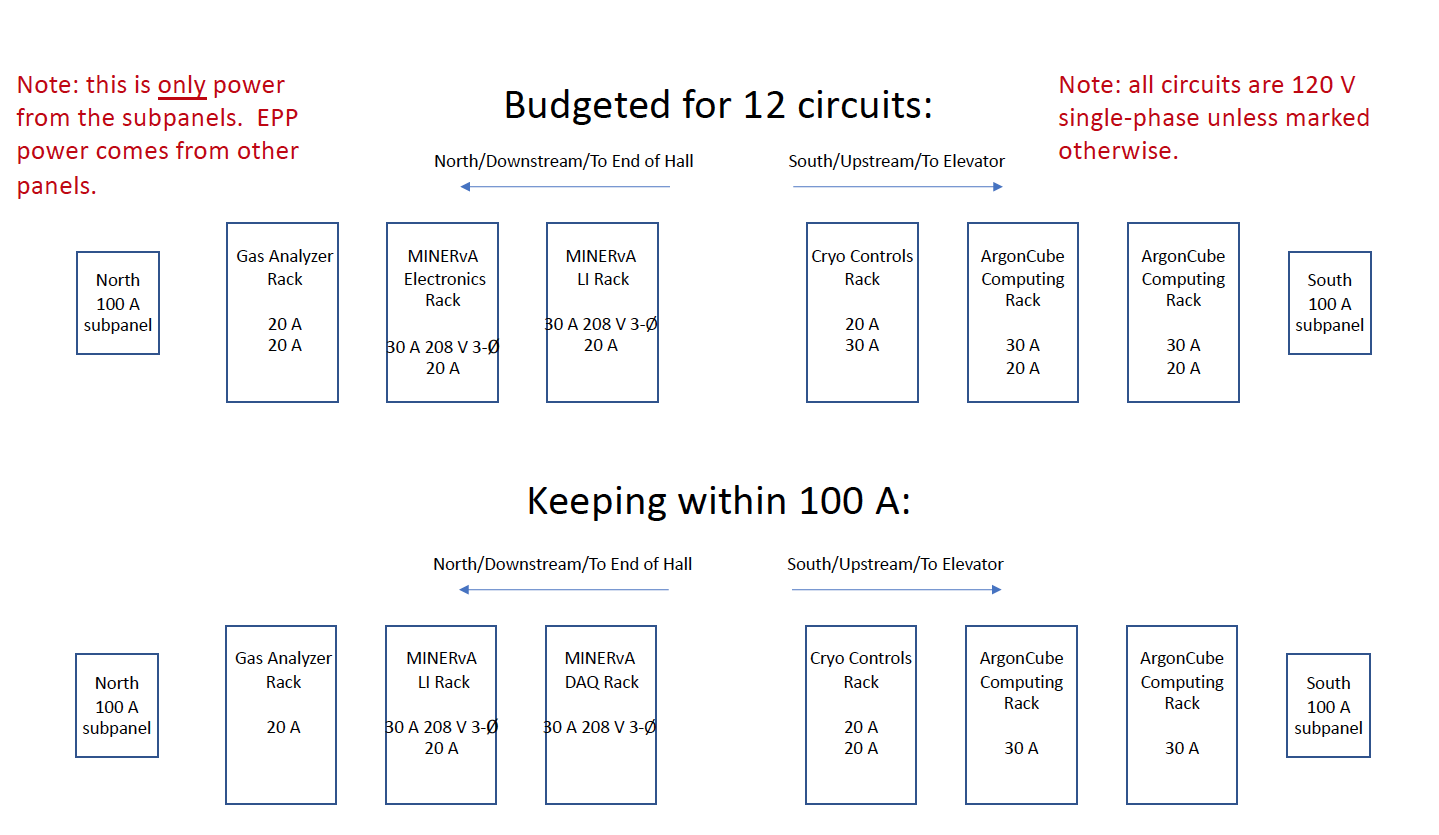 Note: this is only power
from the subpanels.  EPP
power comes from other
panels.
Budgeted for 12 circuits:
Note: all circuits are 120 V
single-phase unless marked
otherwise.
North/Downstream/To End of Hall
South/Upstream/To Elevator
North
100 A
subpanel
Gas Analyzer
Rack
20 A
20 A
MINERvA
Electronics
Rack
30 A 208 V 3-Ø
20 A
MINERvA
LI Rack
30 A 208 V 3-Ø
20 A
Cryo Controls
Rack
20 A
30 A
ArgonCube
Computing
Rack
30 A
20 A
ArgonCube
Computing
Rack
30 A
20 A
South
100 A
subpanel
Keeping within 100 A:
North/Downstream/To End of Hall
South/Upstream/To Elevator
North
100 A
subpanel
Gas Analyzer
Rack
20 A
MINERvA
LI Rack
30 A 208 V 3-Ø
20 A
MINERvA
DAQ Rack
30 A 208 V 3-Ø
Cryo Controls
Rack
20 A
20 A
ArgonCube
Computing
Rack
30 A
ArgonCube
Computing
Rack
30 A
South
100 A
subpanel